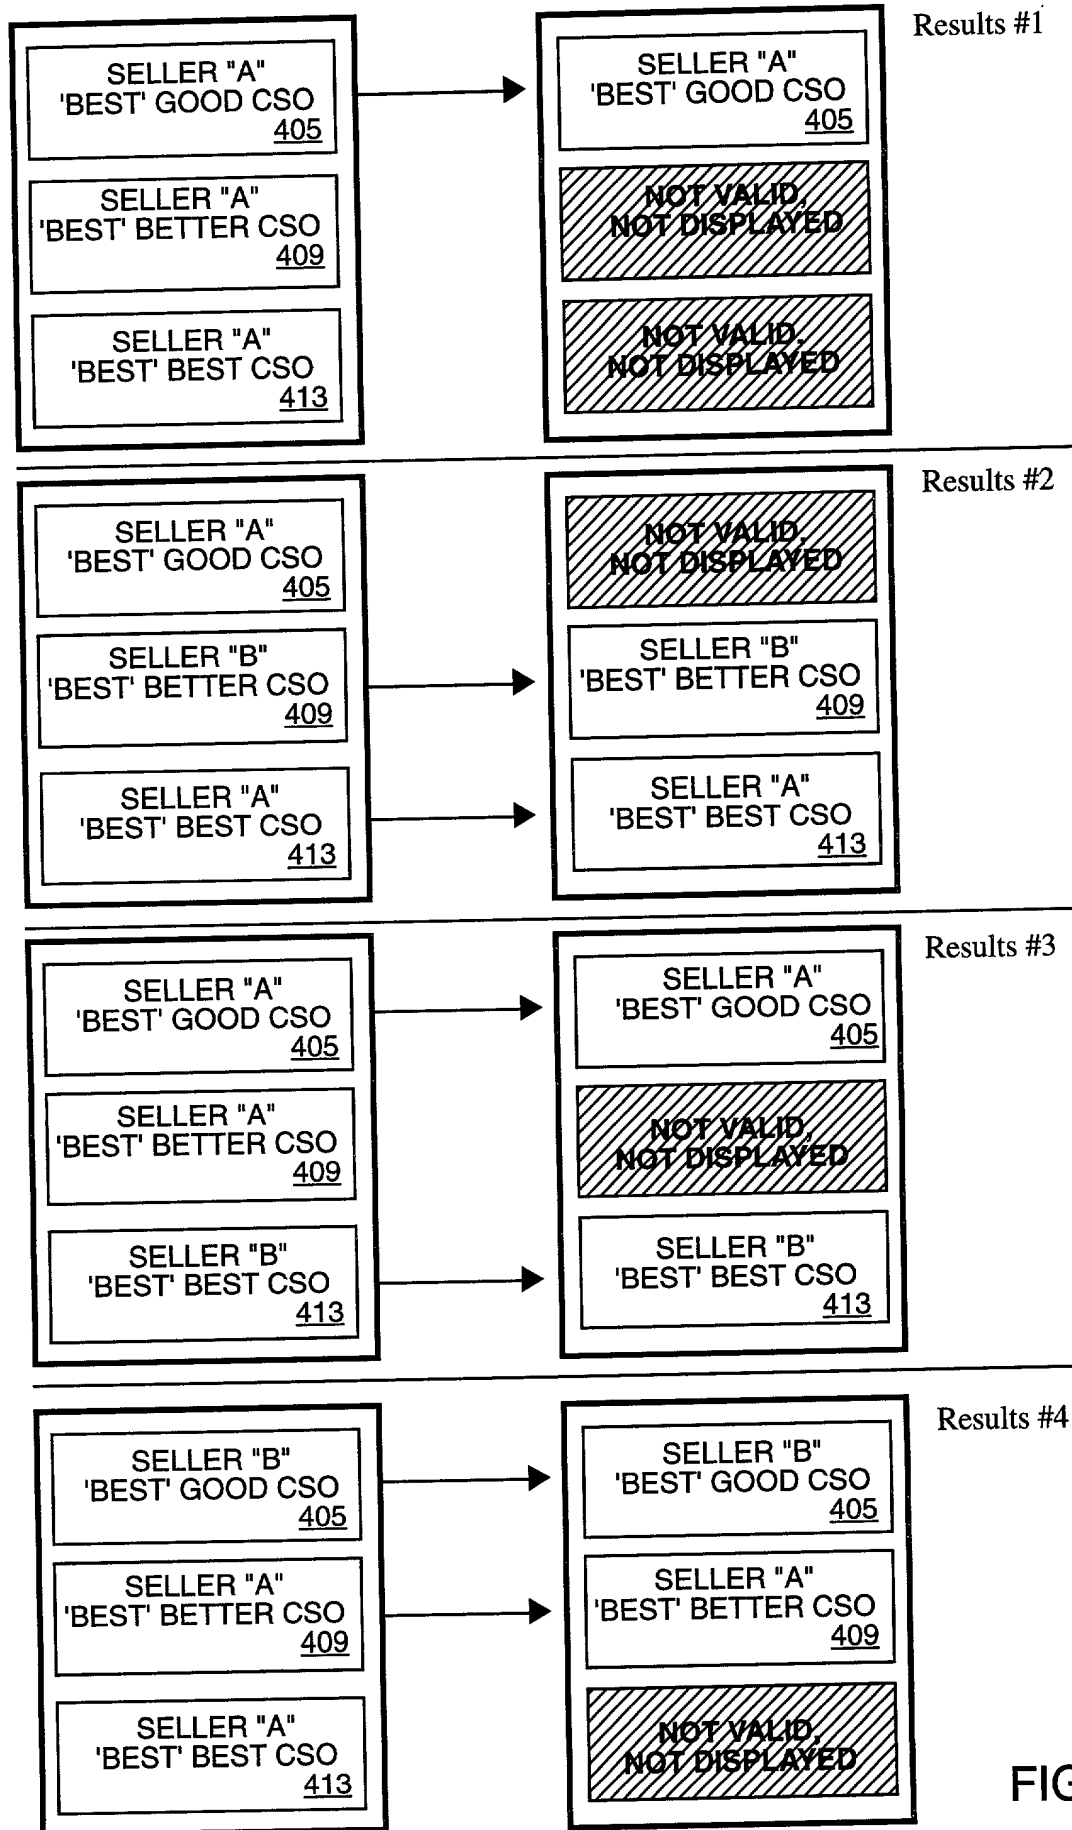 Results #1
SELLER "A"
'BEST' GOOD CSO
405
SELLER "A"
'BEST' BETTER CSO
409
SELLER "A"
'BEST' BEST CSO
413
SELLER "A"
'BEST' GOOD CSO
405
NOT VALID,
NOT DISPLAYED
NOT VALID,
NOT DISPLAYED
Results #2
SELLER "A"
'BEST' GOOD CSO
405
SELLER "B"
'BEST' BETTER CSO
409
SELLER "A"
'BEST' BEST CSO
413
NOT VALID,
NOT DISPLAYED
SELLER "B"
'BEST' BETTER CSO
409
SELLER "A"
'BEST' BEST CSO
413
Results #3
SELLER "A"
'BEST' GOOD CSO
405
SELLER "A"
'BEST' BETTER CSO
409
SELLER "B"
'BEST' BEST CSO
413
SELLER "A"
'BEST' GOOD CSO
405
NOT VALID,
NOT DISPLAYED
SELLER "B"
'BEST' BEST CSO
413
Results #4
SELLER "B"
'BEST' GOOD CSO
405
SELLER "A"
'BEST' BETTER CSO
409
SELLER "A"
'BEST' BEST CSO
413
SELLER "B"
'BEST' GOOD CSO
405
SELLER "A"
'BEST' BETTER CSO
409
NOT VALID,
NOT DISPLAYED
FIG